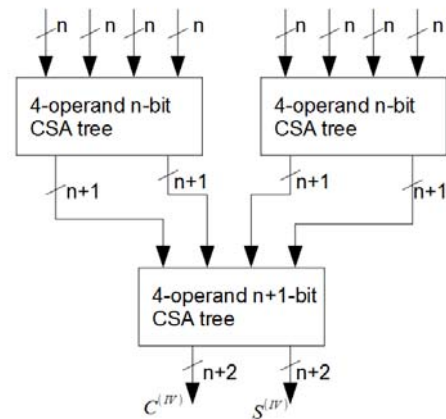 n n n n n n n n
4-operand n-bit
CSA tree
4-operand n-bit
CSA tree
n+1 n+1 n+1 n+1
4-operand n+1-bit
CSA tree
n+2 n+2
C^(IV) S^(IV)